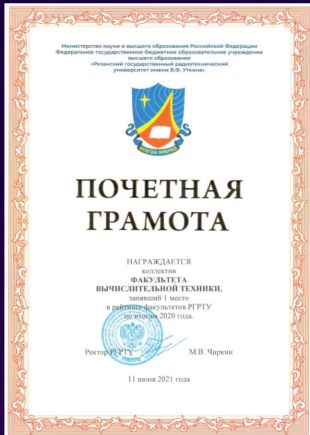 Министерство науки и высшего образования Российской Федерации
Федеральное государственное бюджетное образовательное учреждение
высшего образования
«Рязанский государственный радиотехнический
университет имени В.Ф. Уткина»
ПОЧЕТНАЯ
ГРАМОТА
НАГРАЖДАЕТСЯ
коллектив
ФАКУЛЬТЕТА
ВЫЧИСЛИТЕЛЬНОЙ ТЕХНИКИ,
занявший 1 место
в рейтинге факультетов РГРТУ
по итогам 2020 года.
Ректор РГРТУ М.В. Чиркин
11 июня 2021 года